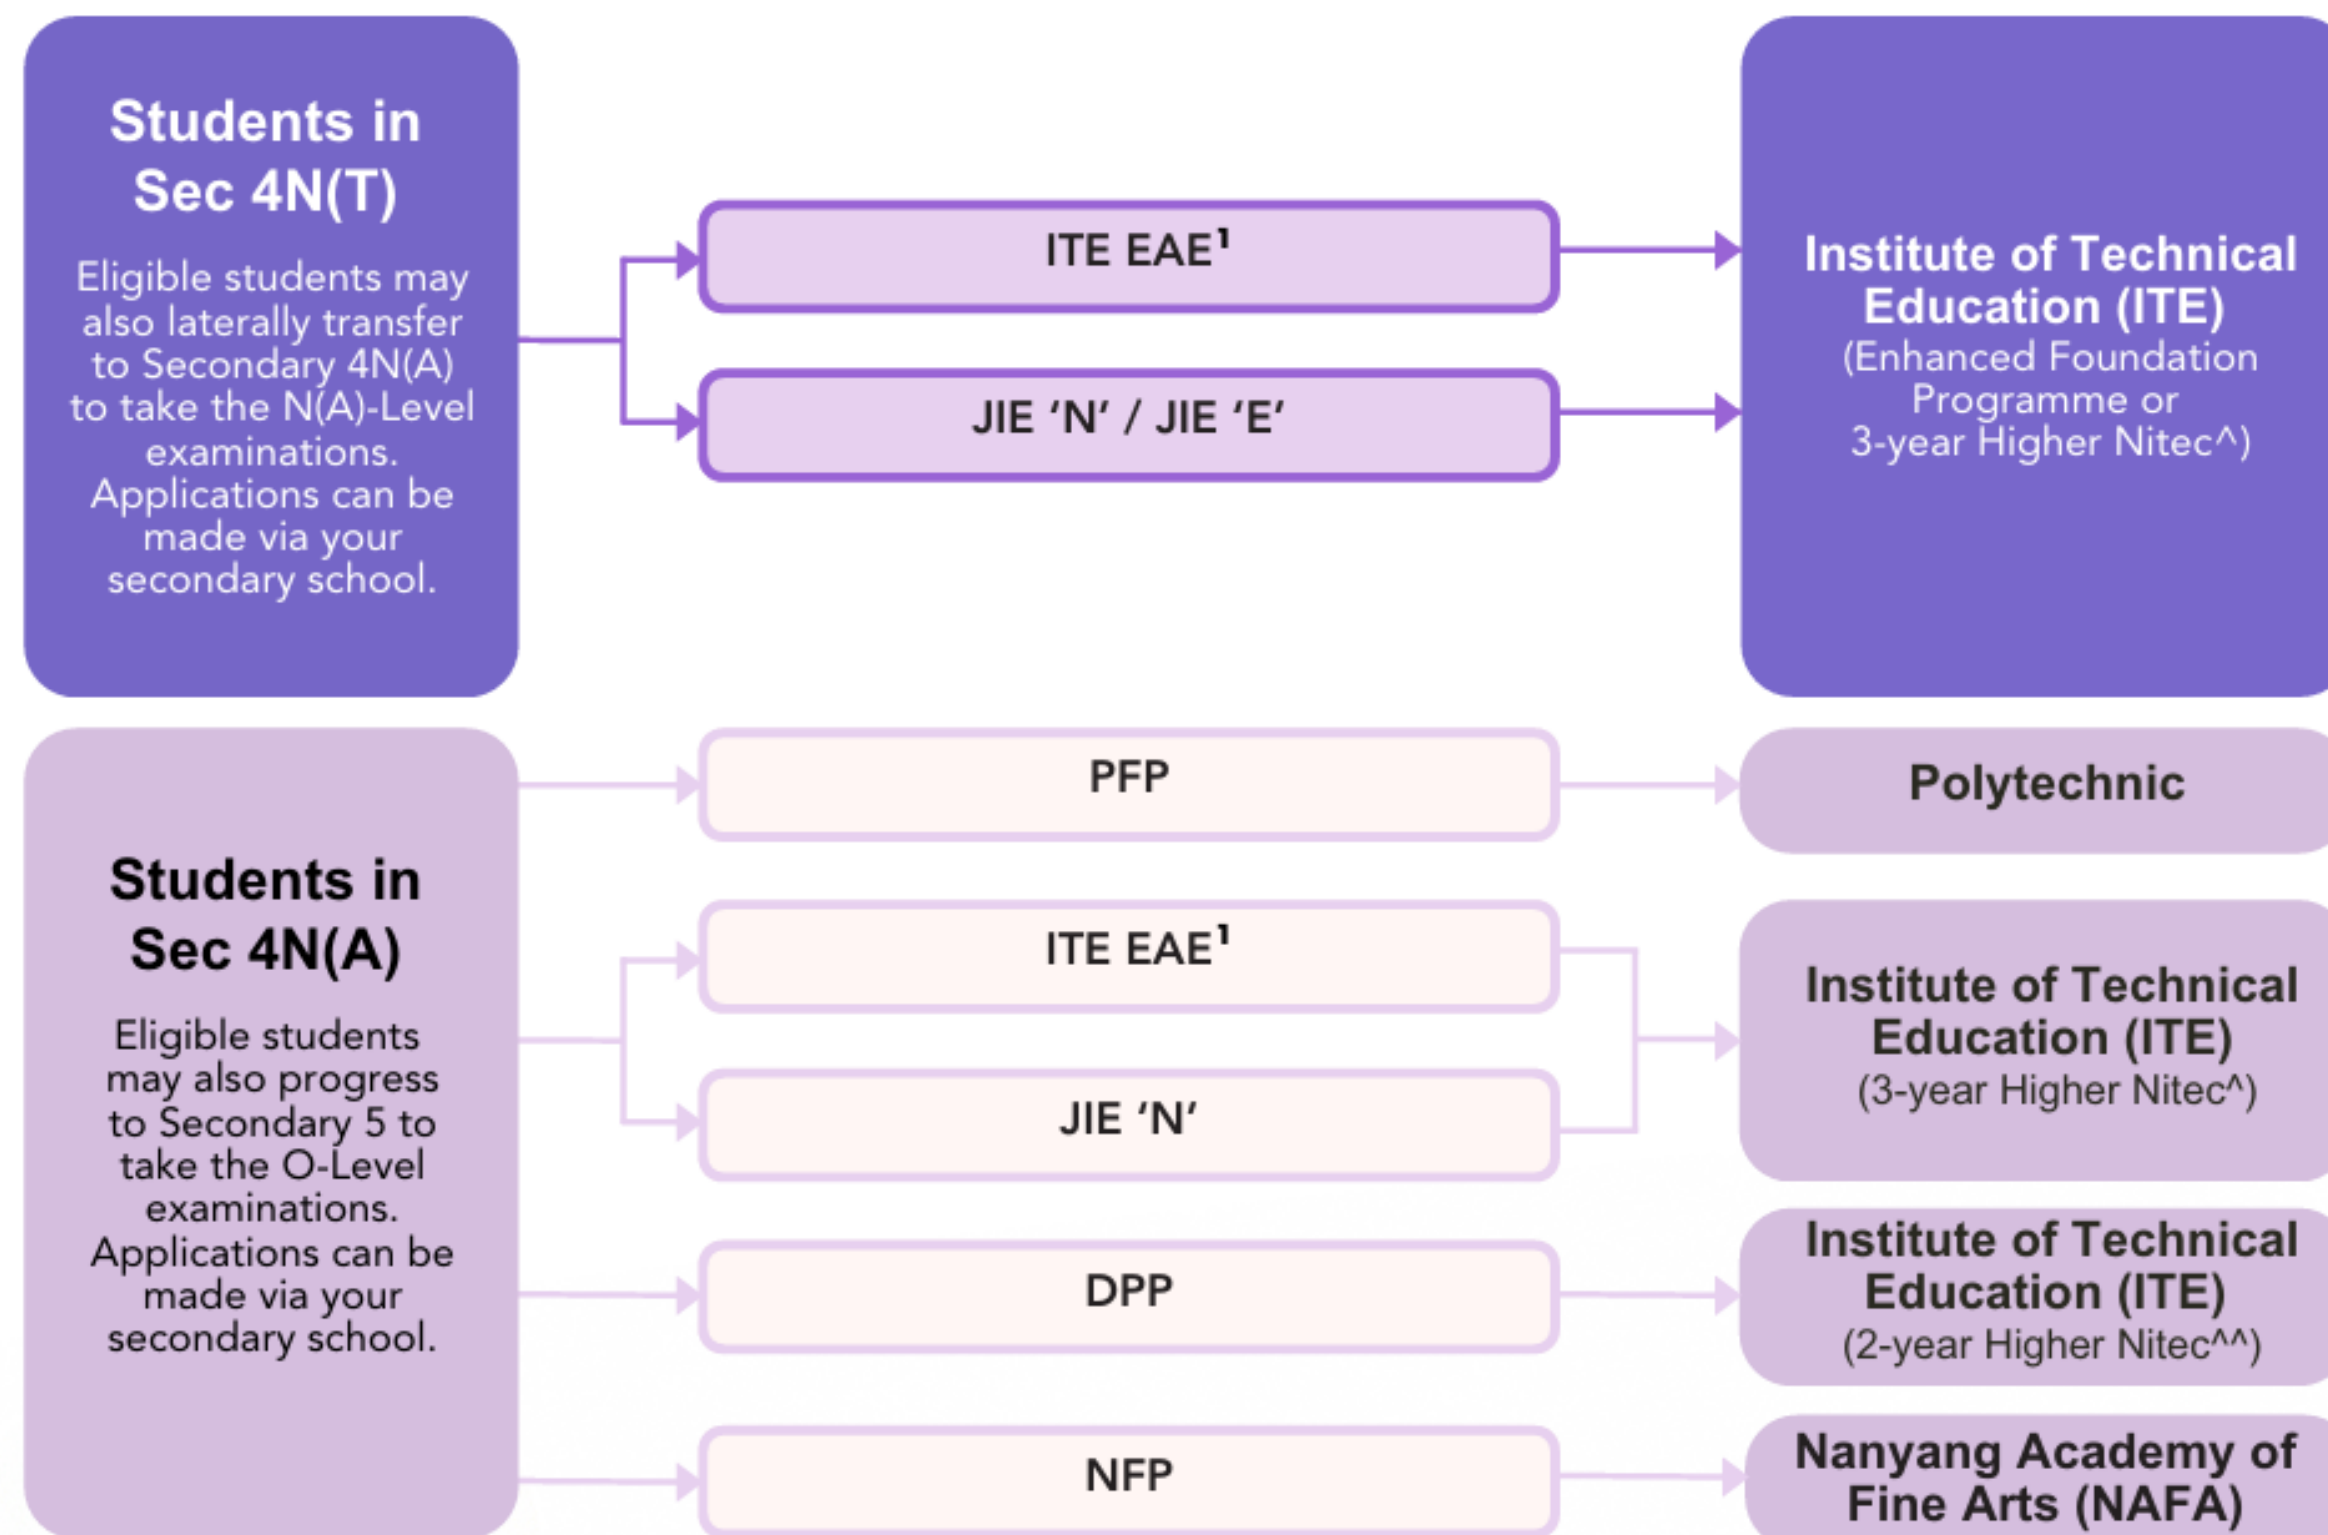 Students in
Sec 4N(T)
Eligible students may
also laterally transfer
to Secondary 4N(A)
to take the N(A)-Level
examinations.
Applications can be
made via your
secondary school.
ITE EAE¹
JIE ‘N’ / JIE ‘E’
Institute of Technical
Education (ITE)
(Enhanced Foundation
Programme or
3-year Higher Nitec^)
Students in
Sec 4N(A)
Eligible students
may also progress
to Secondary 5 to
take the O-Level
examinations.
Applications can be
made via your
secondary school.
PFP
Polytechnic
ITE EAE¹
JIE ‘N’
Institute of Technical
Education (ITE)
(3-year Higher Nitec^)
DPP
Institute of Technical
Education (ITE)
(2-year Higher Nitec^^)
NFP
Nanyang Academy of
Fine Arts (NAFA)